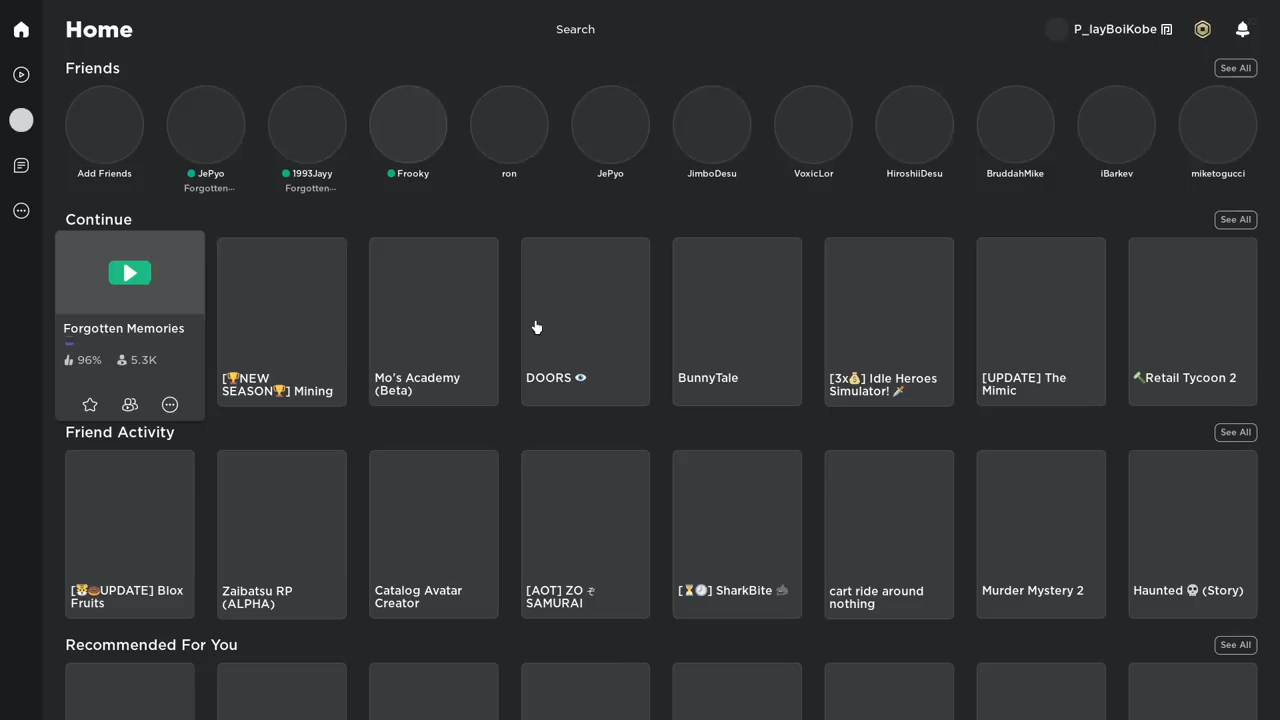 Home
Search
P_layBoiKobe
Friends
See All
Add Friends
JePyo
1993Jayy
Frooky
ron
JePyo
JimboDesu
VoxicLor
HiroshiiDesu
BruddahMike
iBarkev
miketogucci
Forgotten...
Forgotten...
Continue
See All
Forgotten Memories
96%
5.3K
[🏆NEW
SEASON🏆] Mining
Mo's Academy
(Beta)
DOORS 👁️
BunnyTale
[3x💰] Idle Heroes
Simulator! 🗡️
[UPDATE] The
Mimic
🔨Retail Tycoon 2
Friend Activity
See All
[🐯🍩UPDATE] Blox
Fruits
Zaibatsu RP
(ALPHA)
Catalog Avatar
Creator
[AOT] ZO ぞ
SAMURAI
[⏳🕗] SharkBite 🦈
cart ride around
nothing
Murder Mystery 2
Haunted 💀 (Story)
Recommended For You
See All